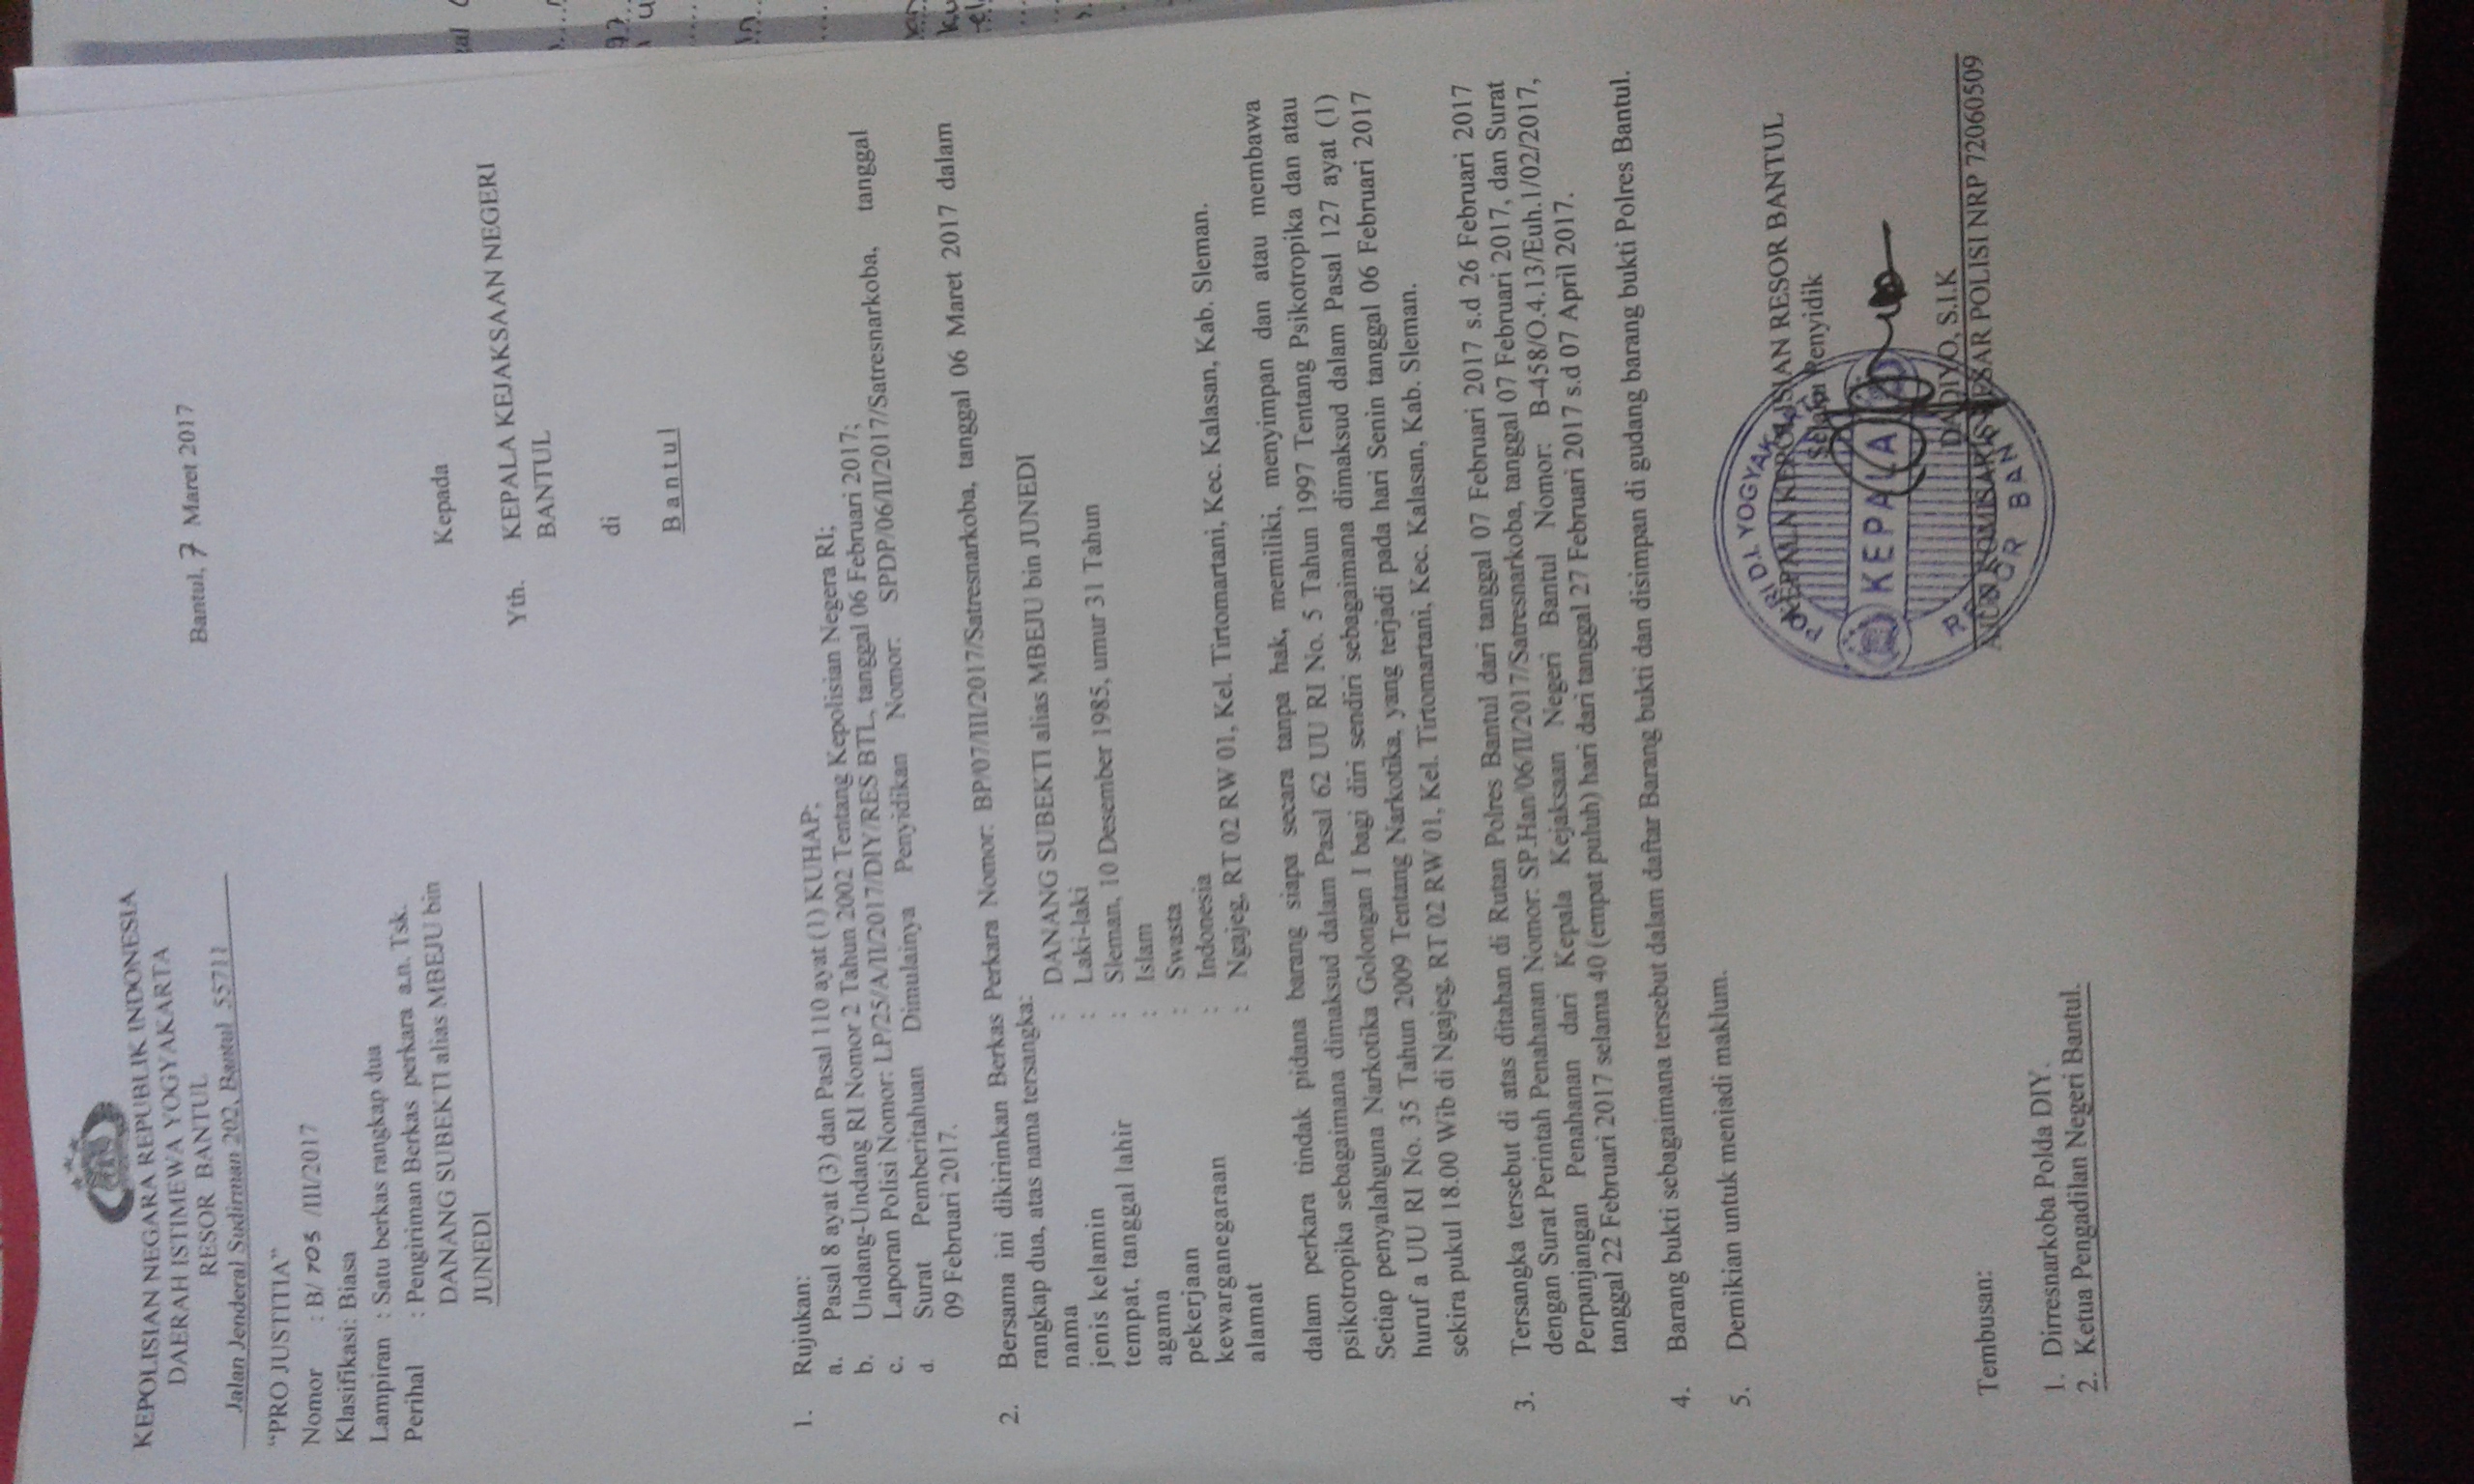 KEPOLISIAN NEGARA REPUBLIK INDONESIA
DAERAH ISTIMEWA YOGYAKARTA
RESOR BANTUL
Jalan Jenderal Sudirman 202, Bantul 55711
Bantul, 7 Maret 2017
“PRO JUSTITIA”
Nomor : B/ 703 /III/2017
Klasifikasi: Biasa
Lampiran : Satu berkas rangkap dua
Perihal : Pengiriman Berkas perkara a.n. Tsk.
DANANG SUBEKTI alias MBEJU bin
JUNEDI
Kepada
Yth. KEPALA KEJAKSAAN NEGERI
BANTUL
di
Bantul
1. Rujukan:
a. Pasal 8 ayat (3) dan Pasal 110 ayat (1) KUHAP;
b. Undang-Undang RI Nomor 2 Tahun 2002 Tentang Kepolisian Negera RI;
c. Laporan Polisi Nomor: LP/25/A/II/2017/DIY/RES BTL, tanggal 06 Februari 2017;
d. Surat Pemberitahuan Dimulainya Penyidikan Nomor: SPDP/06/II/2017/Satresnarkoba, tanggal
09 Februari 2017.
2. Bersama ini dikirimkan Berkas Perkara Nomor: BP/07/III/2017/Satresnarkoba, tanggal 06 Maret 2017 dalam
rangkap dua, atas nama tersangka:
nama : DANANG SUBEKTI alias MBEJU bin JUNEDI
jenis kelamin : Laki-laki
tempat, tanggal lahir : Sleman, 10 Desember 1985, umur 31 Tahun
agama : Islam
pekerjaan : Swasta
kewarganegaraan : Indonesia
alamat : Ngajeg, RT 02 RW 01, Kel. Tirtomartani, Kec. Kalasan, Kab. Sleman.
dalam perkara tindak pidana barang siapa secara tanpa hak, memiliki, menyimpan dan atau membawa
psikotropika sebagaimana dimaksud dalam Pasal 62 UU RI No. 5 Tahun 1997 Tentang Psikotropika dan atau
Setiap penyalahguna Narkotika Golongan I bagi diri sendiri sebagaimana dimaksud dalam Pasal 127 ayat (1)
huruf a UU RI No. 35 Tahun 2009 Tentang Narkotika, yang terjadi pada hari Senin tanggal 06 Februari 2017
sekira pukul 18.00 Wib di Ngajeg, RT 02 RW 01, Kel. Tirtomartani, Kec. Kalasan, Kab. Sleman.
3. Tersangka tersebut di atas ditahan di Rutan Polres Bantul dari tanggal 07 Februari 2017 s.d 26 Februari 2017
dengan Surat Perintah Penahanan Nomor: SP.Han/06/II/2017/Satresnarkoba, tanggal 07 Februari 2017, dan Surat
Perpanjangan Penahanan dari Kepala Kejaksaan Negeri Bantul Nomor: B-458/O.4.13/Euh.1/02/2017,
tanggal 22 Februari 2017 selama 40 (empat puluh) hari dari tanggal 27 Februari 2017 s.d 07 April 2017.
4. Barang bukti sebagaimana tersebut dalam daftar Barang bukti dan disimpan di gudang barang bukti Polres Bantul.
5. Demikian untuk menjadi maklum.
KEPALA KEPOLISIAN RESOR BANTUL
Selaku Penyidik
POLRI D.I. YOGYAKARTA
KEPALA
RESOR BANTUL
DADIYO, S.I.K
AJUN KOMISARIS BESAR POLISI NRP 72060509
Tembusan:
1. Dirresnarkoba Polda DIY.
2. Ketua Pengadilan Negeri Bantul.